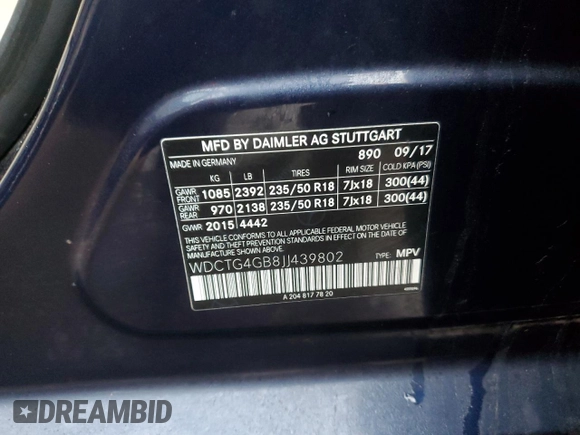 MFD BY DAIMLER AG STUTTGART
MADE IN GERMANY 890 09/17
KG LB TIRES RIM SIZE COLD KPA (PSI)
GAWR FRONT 1085 2392 235/50 R18 7Jx18 300(44)
GAWR REAR 970 2138 235/50 R18 7Jx18 300(44)
GVWR 2015 4442
THIS VEHICLE CONFORMS TO ALL APPLICABLE FEDERAL MOTOR VEHICLE
SAFETY AND THEFT PREVENTION STANDARDS IN EFFECT ON THE DATE OF
MANUFACTURE SHOWN ABOVE.
WDCTG4GB8JJ439802 TYPE: MPV
A 204 817 78 20
DREAMBID